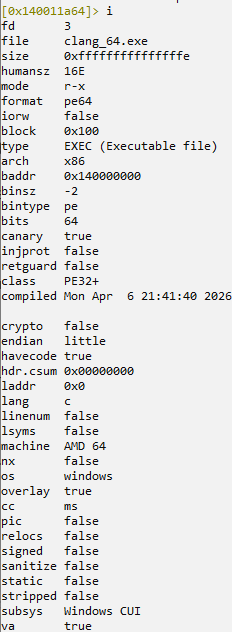 [0x140011a64]> i
fd 3
file clang_64.exe
size 0xfffffffffffffffe
humansz 16E
mode r-x
format pe64
iorw false
block 0x100
type EXEC (Executable file)
arch x86
baddr 0x140000000
binsz -2
bintype pe
bits 64
canary true
injprot false
retguard false
class PE32+
compiled Mon Apr 6 21:41:40 2026
crypto false
endian little
havecode true
hdr.csum 0x00000000
laddr 0x0
lang c
linenum false
lsyms false
machine AMD 64
nx false
os windows
overlay true
cc ms
pic false
relocs false
signed false
sanitize false
static false
stripped false
subsys Windows CUI
va true